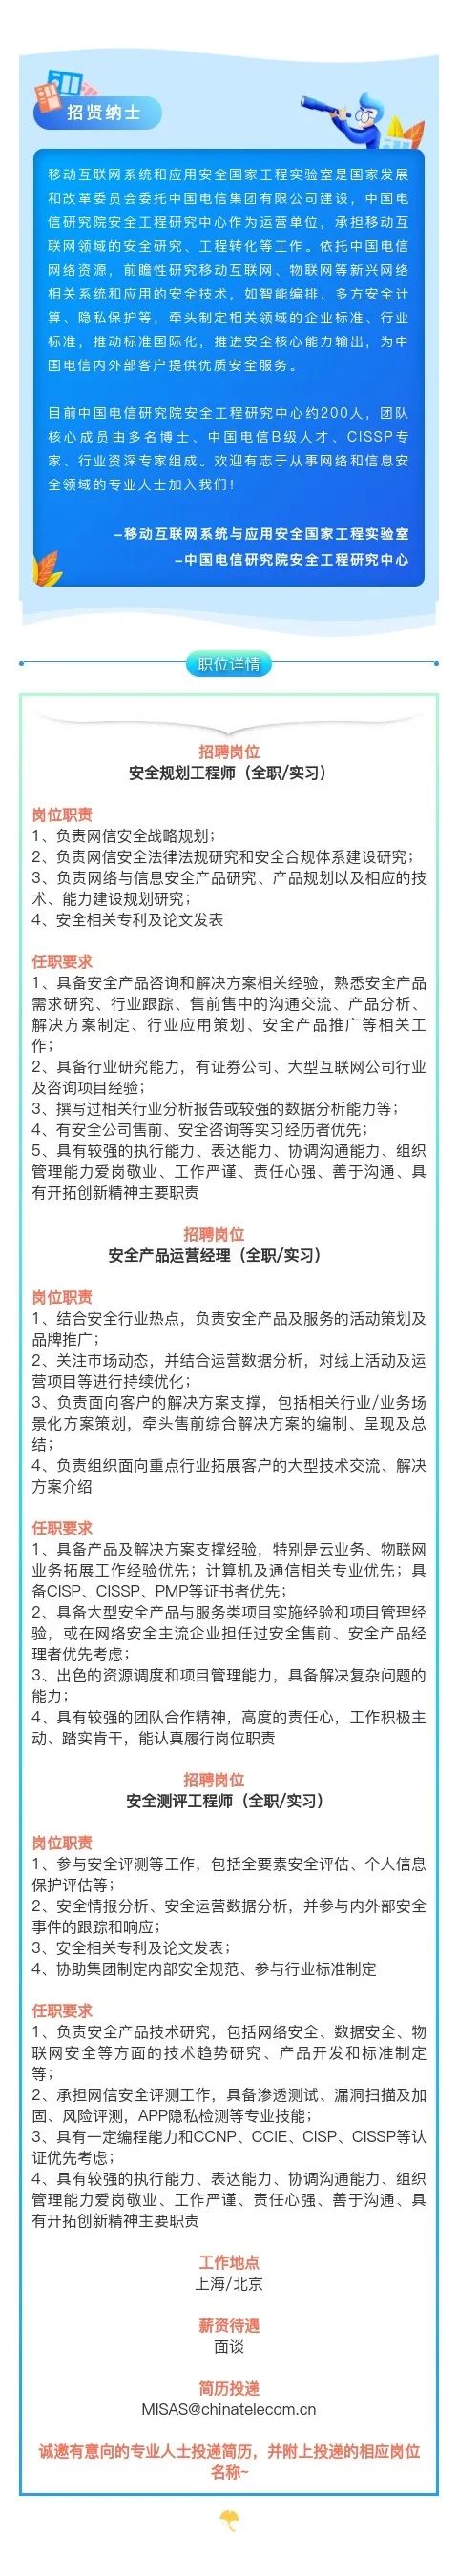 招贤纳士
移动互联网系统和应用安全国家工程实验室是国家发展
和改革委员会委托中国电信集团有限公司建设，中国电
信研究院安全工程研究中心作为运营单位，承担移动互
联网领域的安全研究、工程转化等工作。依托中国电信
网络资源，前瞻性研究移动互联网、物联网等新兴网络
相关系统和应用的安全技术，如智能编排、多方安全计
算、隐私保护等，牵头制定相关领域的企业标准、行业
标准，推动标准国际化，推进安全核心能力输出，为中
国电信内外部客户提供优质安全服务。
目前中国电信研究院安全工程研究中心约200人，团队
核心成员由多名博士、中国电信B级人才、CISSP专
家、行业资深专家组成。欢迎有志于从事网络和信息安
全领域的专业人士加入我们！
–移动互联网系统与应用安全国家工程实验室
–中国电信研究院安全工程研究中心
职位详情
招聘岗位
安全规划工程师（全职/实习）
岗位职责
1、负责网信安全战略规划；
2、负责网信安全法律法规研究和安全合规体系建设研究；
3、负责网络与信息安全产品研究、产品规划以及相应的技
术、能力建设规划研究；
4、安全相关专利及论文发表
任职要求
1、具备安全产品咨询和解决方案相关经验，熟悉安全产品
需求研究、行业跟踪、售前售中的沟通交流、产品分析、
解决方案制定、行业应用策划、安全产品推广等相关工
作；
2、具备行业研究能力，有证券公司、大型互联网公司行业
及咨询项目经验；
3、撰写过相关行业分析报告或较强的数据分析能力等；
4、有安全公司售前、安全咨询等实习经历者优先；
5、具有较强的执行能力、表达能力、协调沟通能力、组织
管理能力爱岗敬业、工作严谨、责任心强、善于沟通、具
有开拓创新精神主要职责
招聘岗位
安全产品运营经理（全职/实习）
岗位职责
1、结合安全行业热点，负责安全产品及服务的活动策划及
品牌推广；
2、关注市场动态，并结合运营数据分析，对线上活动及运
营项目等进行持续优化；
3、负责面向客户的解决方案支撑，包括相关行业/业务场
景化方案策划，牵头售前综合解决方案的编制、呈现及总
结；
4、负责组织面向重点行业拓展客户的大型技术交流、解决
方案介绍
任职要求
1、具备产品及解决方案支撑经验，特别是云业务、物联网
业务拓展工作经验优先；计算机及通信相关专业优先；具
备CISP、CISSP、PMP等证书者优先；
2、具备大型安全产品与服务类项目实施经验和项目管理经
验，或在网络安全主流企业担任过安全售前、安全产品经
理者优先考虑；
3、出色的资源调度和项目管理能力，具备解决复杂问题的
能力；
4、具有较强的团队合作精神，高度的责任心，工作积极主
动、踏实肯干，能认真履行岗位职责
招聘岗位
安全测评工程师（全职/实习）
岗位职责
1、参与安全评测等工作，包括全要素安全评估、个人信息
保护评估等；
2、安全情报分析、安全运营数据分析，并参与内外部安全
事件的跟踪和响应；
3、安全相关专利及论文发表；
4、协助集团制定内部安全规范、参与行业标准制定
任职要求
1、负责安全产品技术研究，包括网络安全、数据安全、物
联网安全等方面的技术趋势研究、产品开发和标准制定
等；
2、承担网信安全评测工作，具备渗透测试、漏洞扫描及加
固、风险评测，APP隐私检测等专业技能；
3、具有一定编程能力和CCNP、CCIE、CISP、CISSP等认
证优先考虑；
4、具有较强的执行能力、表达能力、协调沟通能力、组织
管理能力爱岗敬业、工作严谨、责任心强、善于沟通、具
有开拓创新精神主要职责
工作地点
上海/北京
薪资待遇
面谈
简历投递
MISAS@chinatelecom.cn
诚邀有意向的专业人士投递简历，并附上投递的相应岗位
名称~